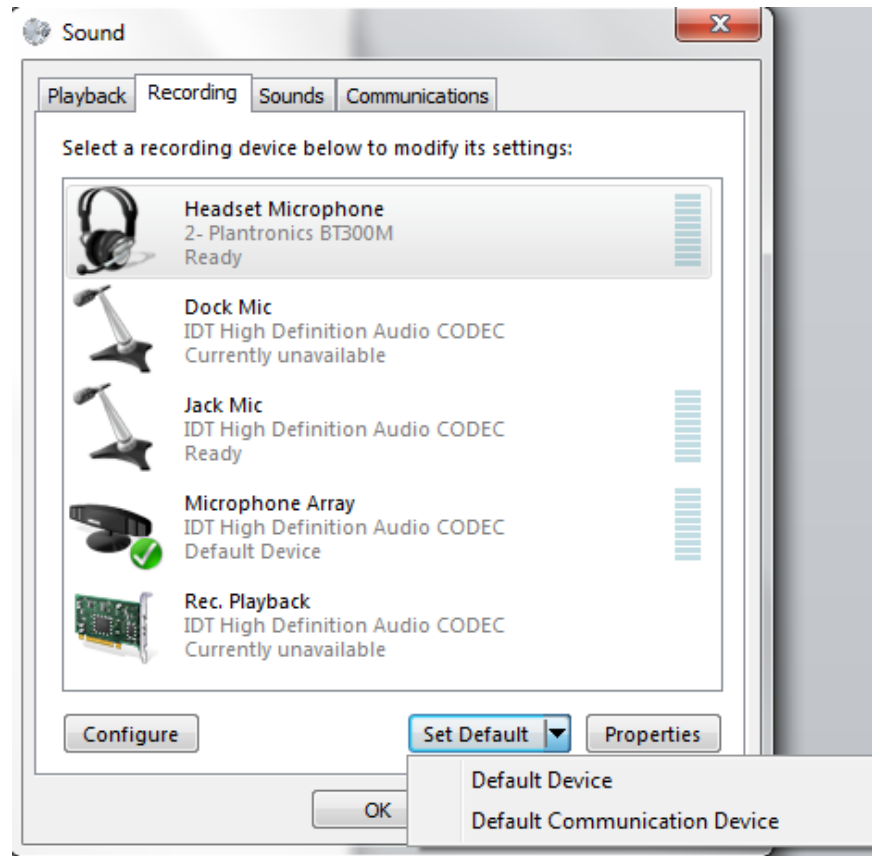 Sound
Playback Recording Sounds Communications
Select a recording device below to modify its settings:
Headset Microphone
2- Plantronics BT300M
Ready
Dock Mic
IDT High Definition Audio CODEC
Currently unavailable
Jack Mic
IDT High Definition Audio CODEC
Ready
Microphone Array
IDT High Definition Audio CODEC
Default Device
Rec. Playback
IDT High Definition Audio CODEC
Currently unavailable
Configure Set Default Properties
OK
Default Device
Default Communication Device